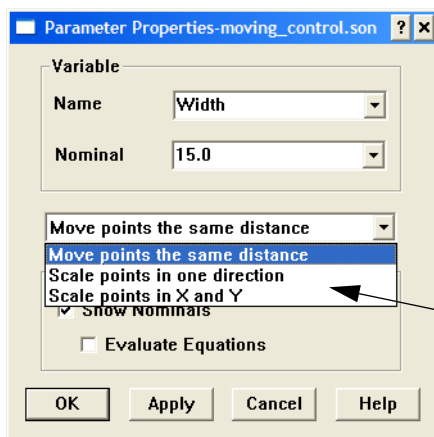 Parameter Properties-moving_control.son ? x
Variable
Name Width
Nominal 15.0
Move points the same distance
Move points the same distance
Scale points in one direction
Scale points in X and Y
Show Nominals
Evaluate Equations
OK Apply Cancel Help